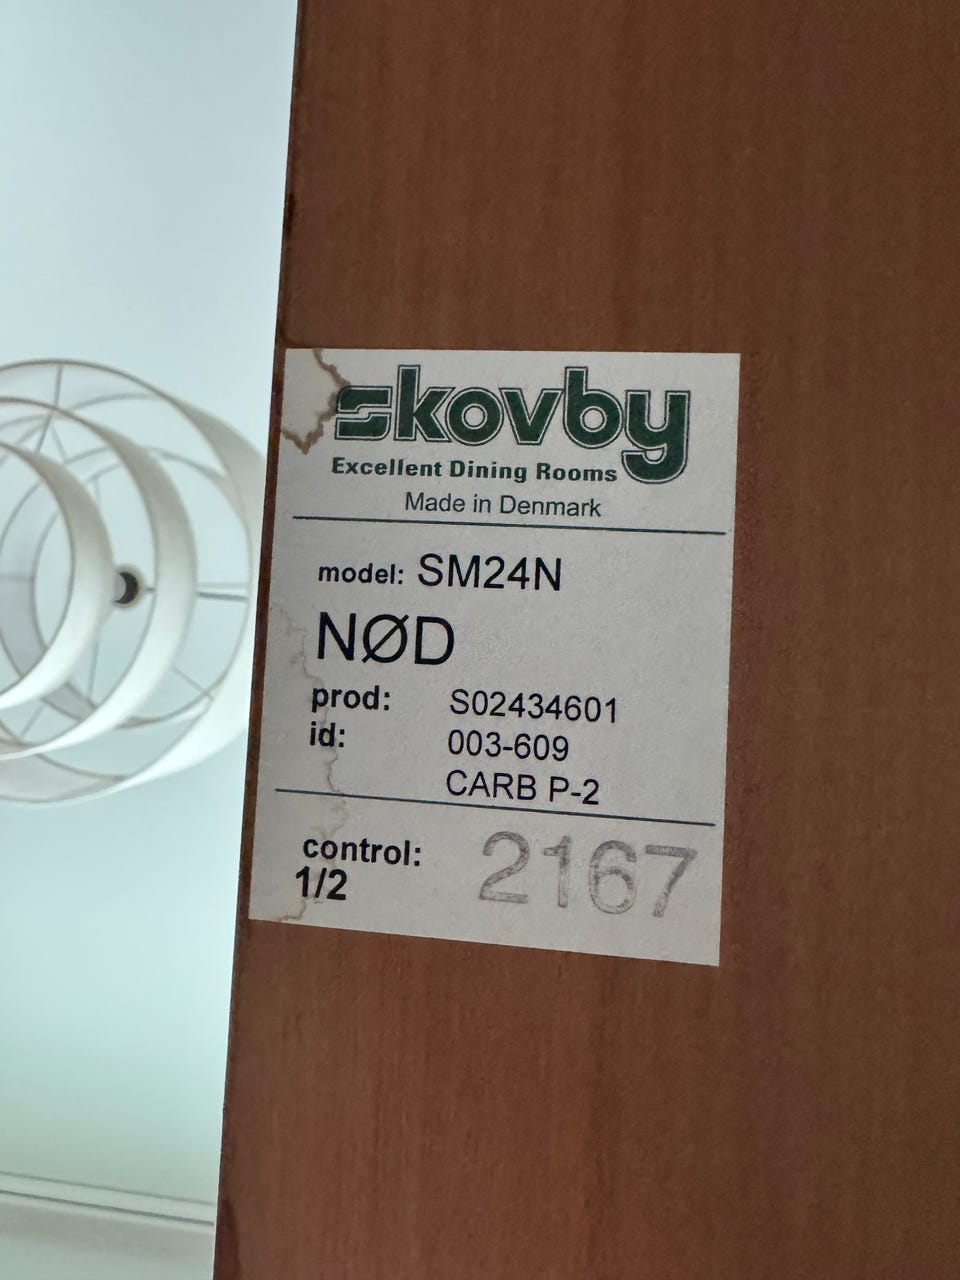 skovby
Excellent Dining Rooms
Made in Denmark
model: SM24N
NØD
prod: S02434601
id: 003-609
CARB P-2
control: 2167
1/2